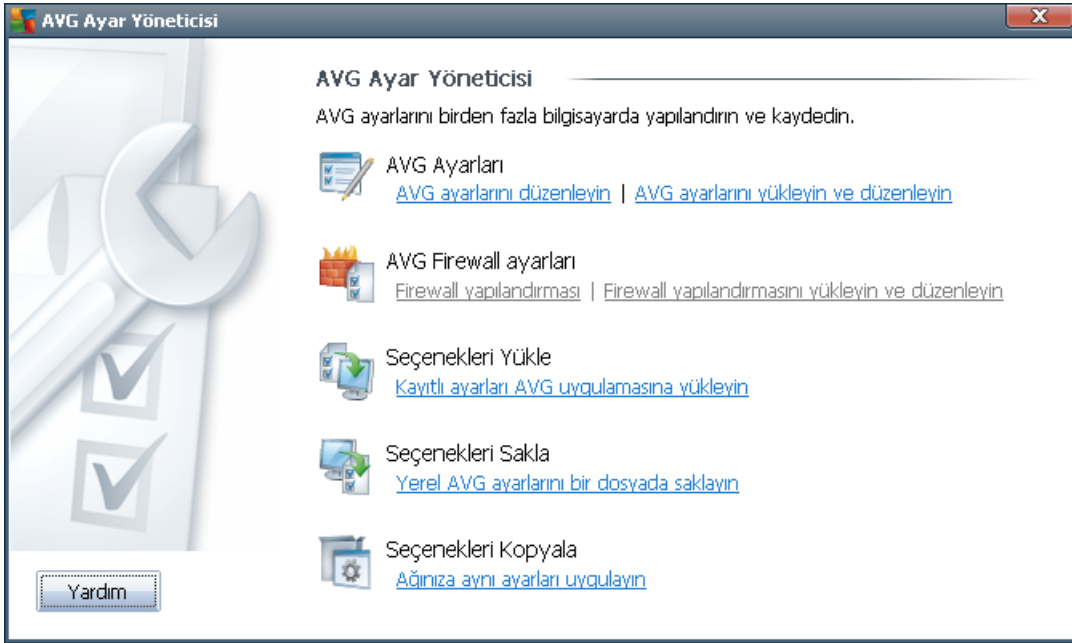 AVG Ayar Yöneticisi
AVG Ayar Yöneticisi
AVG ayarlarını birden fazla bilgisayarda yapılandırın ve kaydedin.
AVG Ayarları
AVG ayarlarını düzenleyin | AVG ayarlarını yükleyin ve düzenleyin
AVG Firewall ayarları
Firewall yapılandırması | Firewall yapılandırmasını yükleyin ve düzenleyin
Seçenekleri Yükle
Kayıtlı ayarları AVG uygulamasına yükleyin
Seçenekleri Sakla
Yerel AVG ayarlarını bir dosyada saklayın
Seçenekleri Kopyala
Ağınıza aynı ayarları uygulayın
Yardım